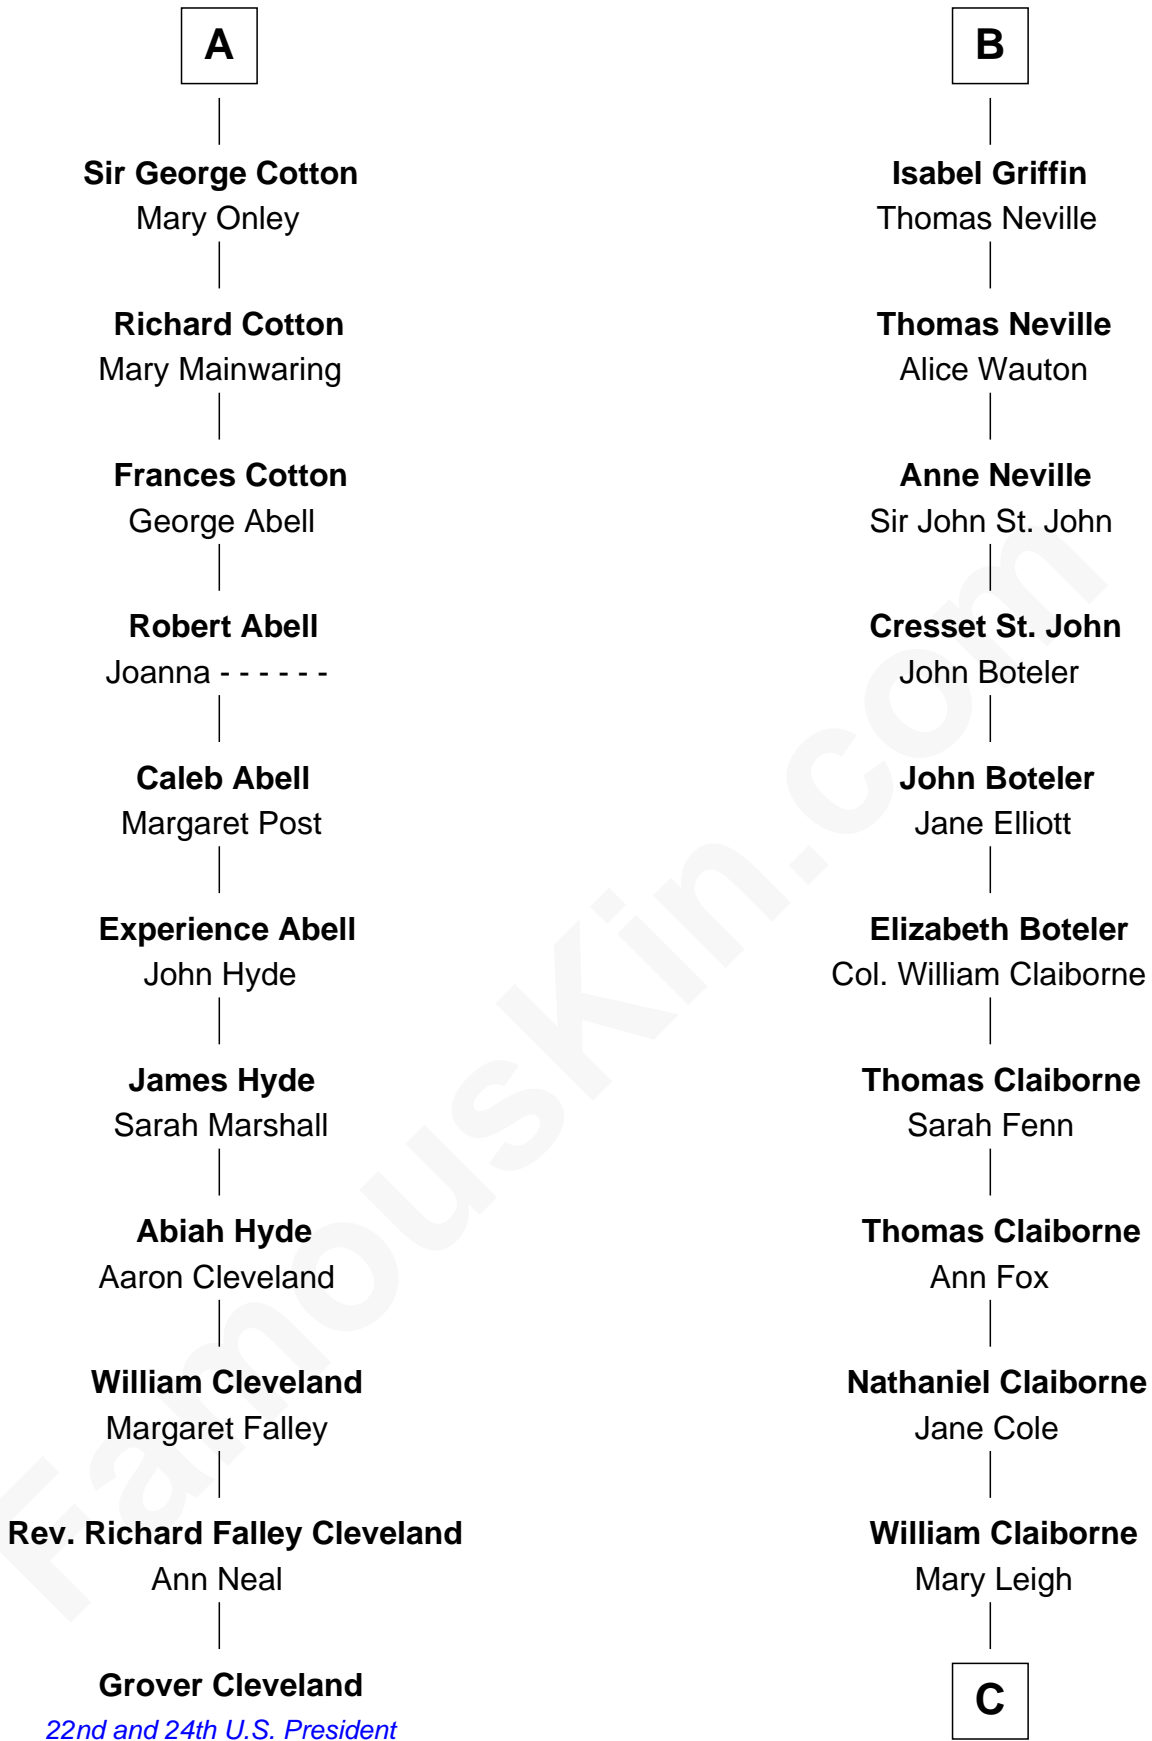 A
Sir George Cotton
Mary Onley
Richard Cotton
Mary Mainwaring
Frances Cotton
George Abell
Robert Abell
Joanna - - - - - -
Caleb Abell
Margaret Post
Experience Abell
John Hyde
James Hyde
Sarah Marshall
Abiah Hyde
Aaron Cleveland
William Cleveland
Margaret Falley
Rev. Richard Falley Cleveland
Ann Neal
Grover Cleveland
22nd and 24th U.S. President
B
Isabel Griffin
Thomas Neville
Thomas Neville
Alice Wauton
Anne Neville
Sir John St. John
Cresset St. John
John Boteler
John Boteler
Jane Elliott
Elizabeth Boteler
Col. William Claiborne
Thomas Claiborne
Sarah Fenn
Thomas Claiborne
Ann Fox
Nathaniel Claiborne
Jane Cole
William Claiborne
Mary Leigh
C
FamousKin.com